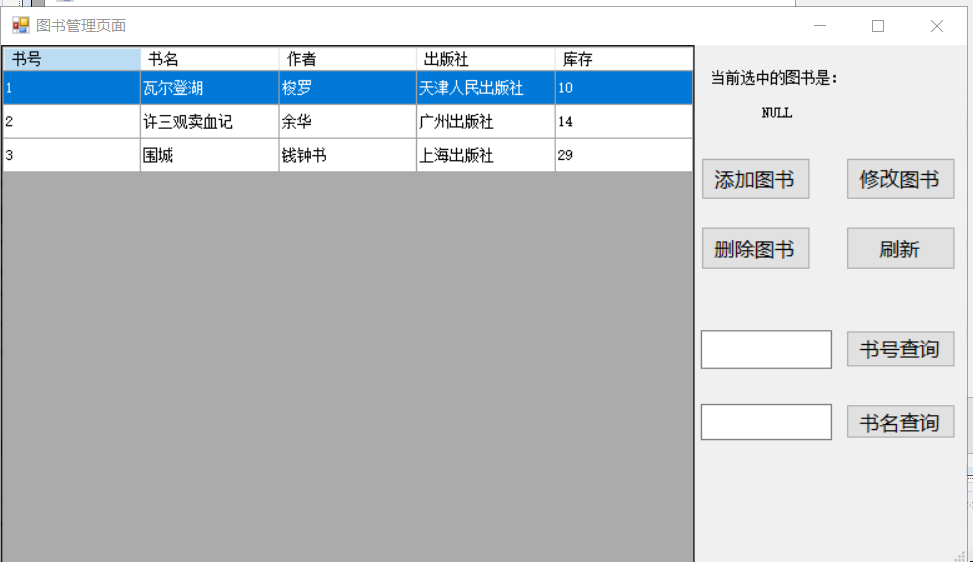 图书管理页面
书号 书名 作者 出版社 库存
1 瓦尔登湖 梭罗 天津人民出版社 10
2 许三观卖血记 余华 广州出版社 14
3 围城 钱钟书 上海出版社 29
当前选中的图书是：
NULL
添加图书 修改图书
删除图书 刷新
书号查询
书名查询